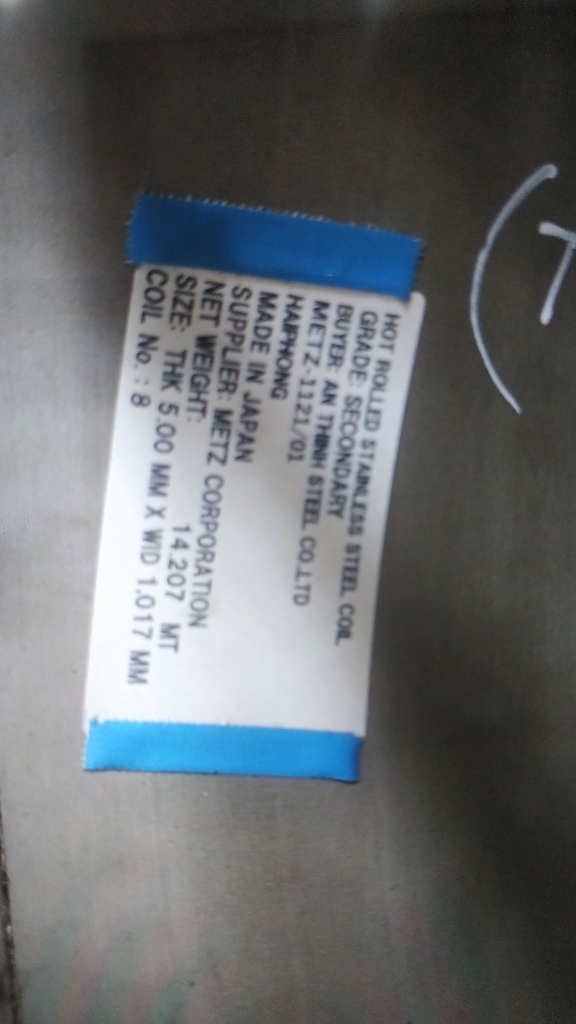 HOT ROLLED STAINLESS STEEL COIL
GRADE: SECONDARY
BUYER: AN THINH STEEL CO.LTD
METZ-1121/01
HAIPHONG
MADE IN JAPAN
SUPPLIER: METZ CORPORATION
NET WEIGHT: 14.207 MT
SIZE: THK 5.00 MM X WID 1.017 MM
COIL No. : 8